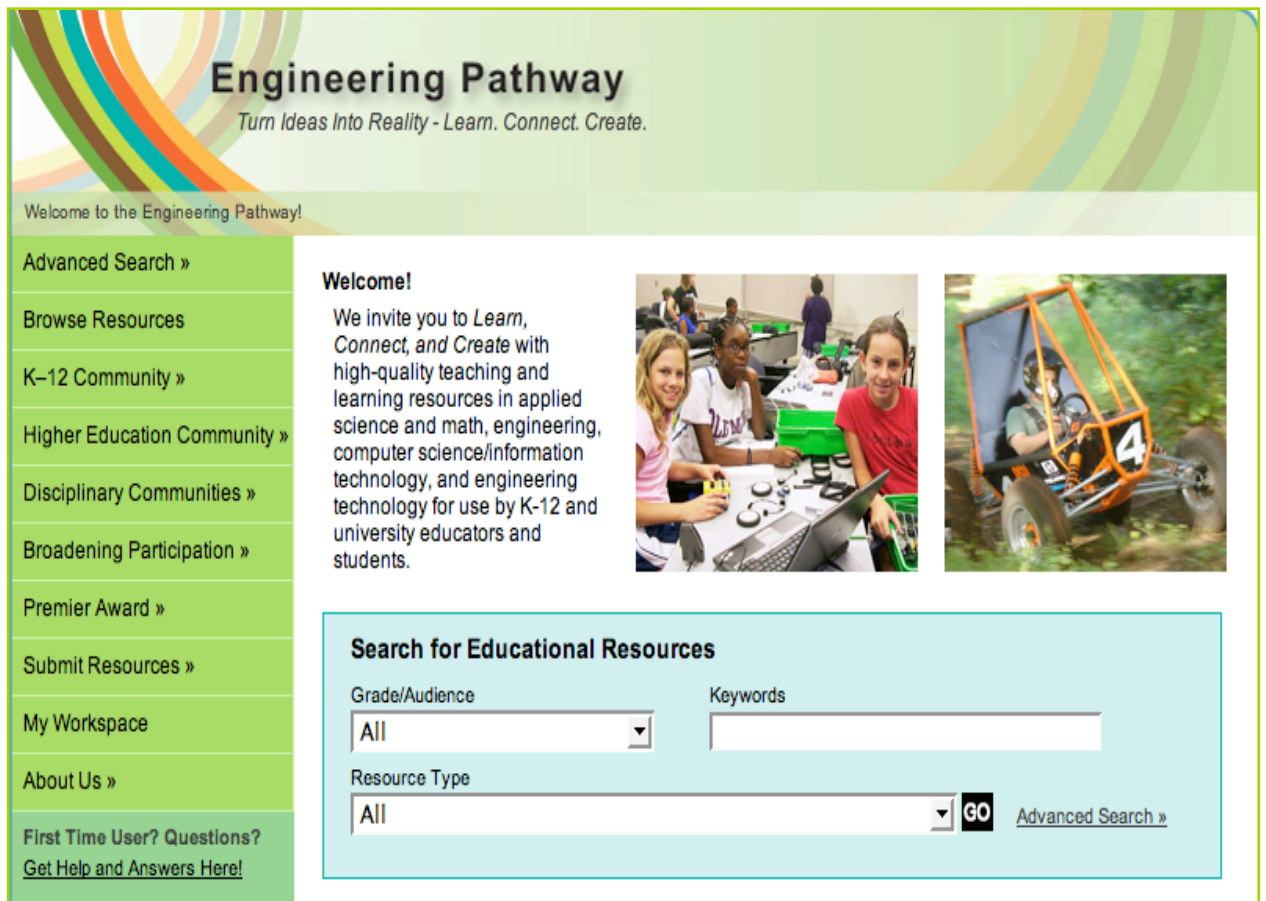 Engineering Pathway
Turn Ideas Into Reality - Learn. Connect. Create.
Welcome to the Engineering Pathway!
Advanced Search »
Browse Resources
K–12 Community »
Higher Education Community »
Disciplinary Communities »
Broadening Participation »
Premier Award »
Submit Resources »
My Workspace
About Us »
First Time User? Questions?
Get Help and Answers Here!
Welcome!
We invite you to Learn,
Connect, and Create with
high-quality teaching and
learning resources in applied
science and math, engineering,
computer science/information
technology, and engineering
technology for use by K-12 and
university educators and
students.
4
Search for Educational Resources
Grade/Audience
Keywords
All
Resource Type
All
GO
Advanced Search »